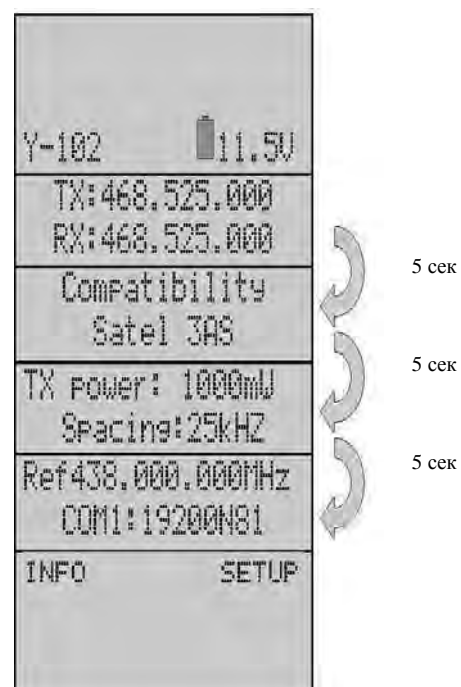 Y-102 11.5V
TX:468.525.000
RX:468.525.000
5 сек
Compatibility
Satel 3AS
5 сек
TX power: 1000mW
Spacing:25kHZ
5 сек
Ref438.000.000MHz
COM1:19200N81
INFO SETUP